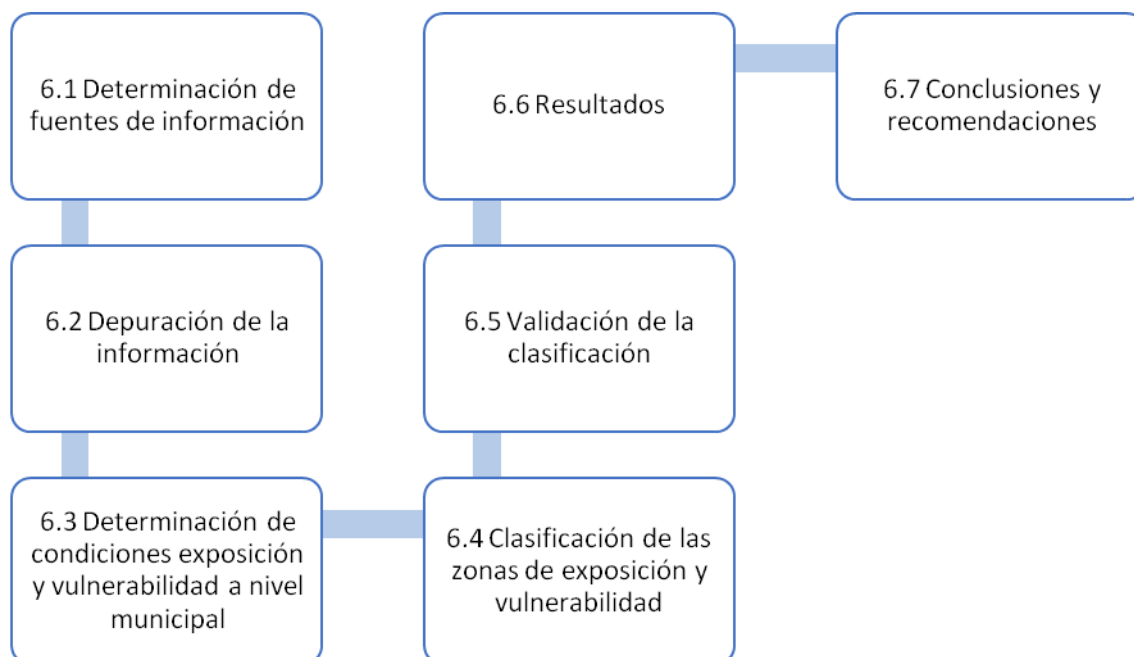 6.1 Determinación de
fuentes de información
6.2 Depuración de la
información
6.3 Determinación de
condiciones exposición
y vulnerabilidad a nivel
municipal
6.4 Clasificación de las
zonas de exposición y
vulnerabilidad
6.5 Validación de la
clasificación
6.6 Resultados
6.7 Conclusiones y
recomendaciones